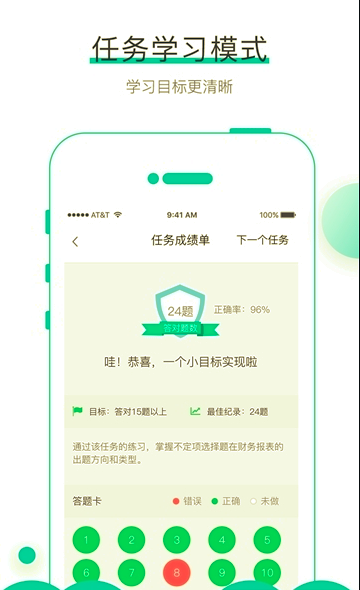 任务学习模式
学习目标更清晰
AT&T 9:41 AM 100%
任务成绩单 下一个任务
24题 正确率：96%
答对题数
哇！恭喜，一个小目标实现啦
目标：答对15题以上 最佳纪录：24题
通过该任务的练习，掌握不定项选择题在财务报表的
出题方向和类型。
答题卡 错误 正确 未做
1 2 3 4 5
6 7 8 9 10